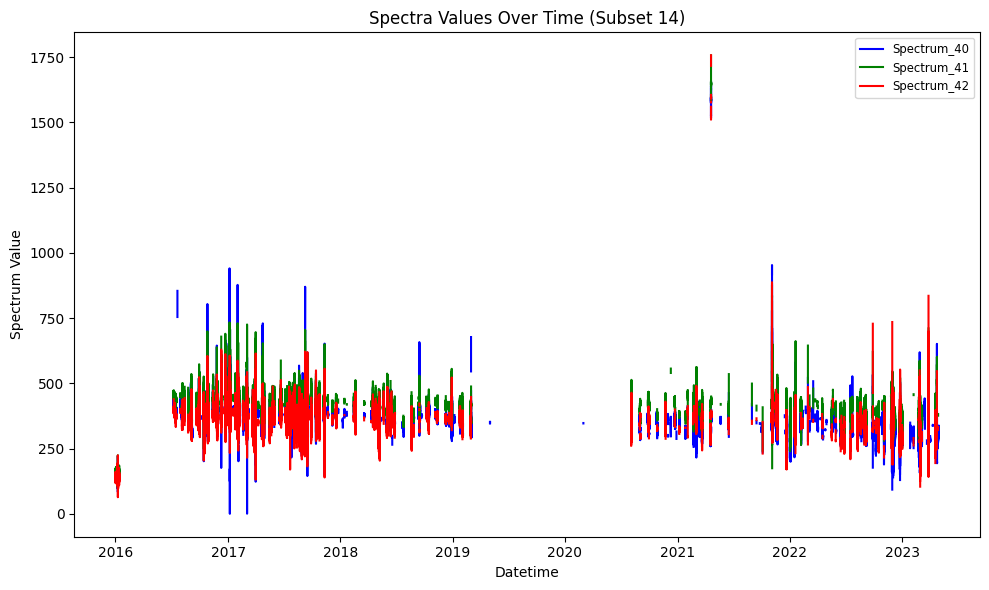 Spectra Values Over Time (Subset 14)
Spectrum_40
Spectrum_41
Spectrum_42
Spectrum Value
1750
1500
1250
1000
750
500
250
0
2016 2017 2018 2019 2020 2021 2022 2023
Datetime